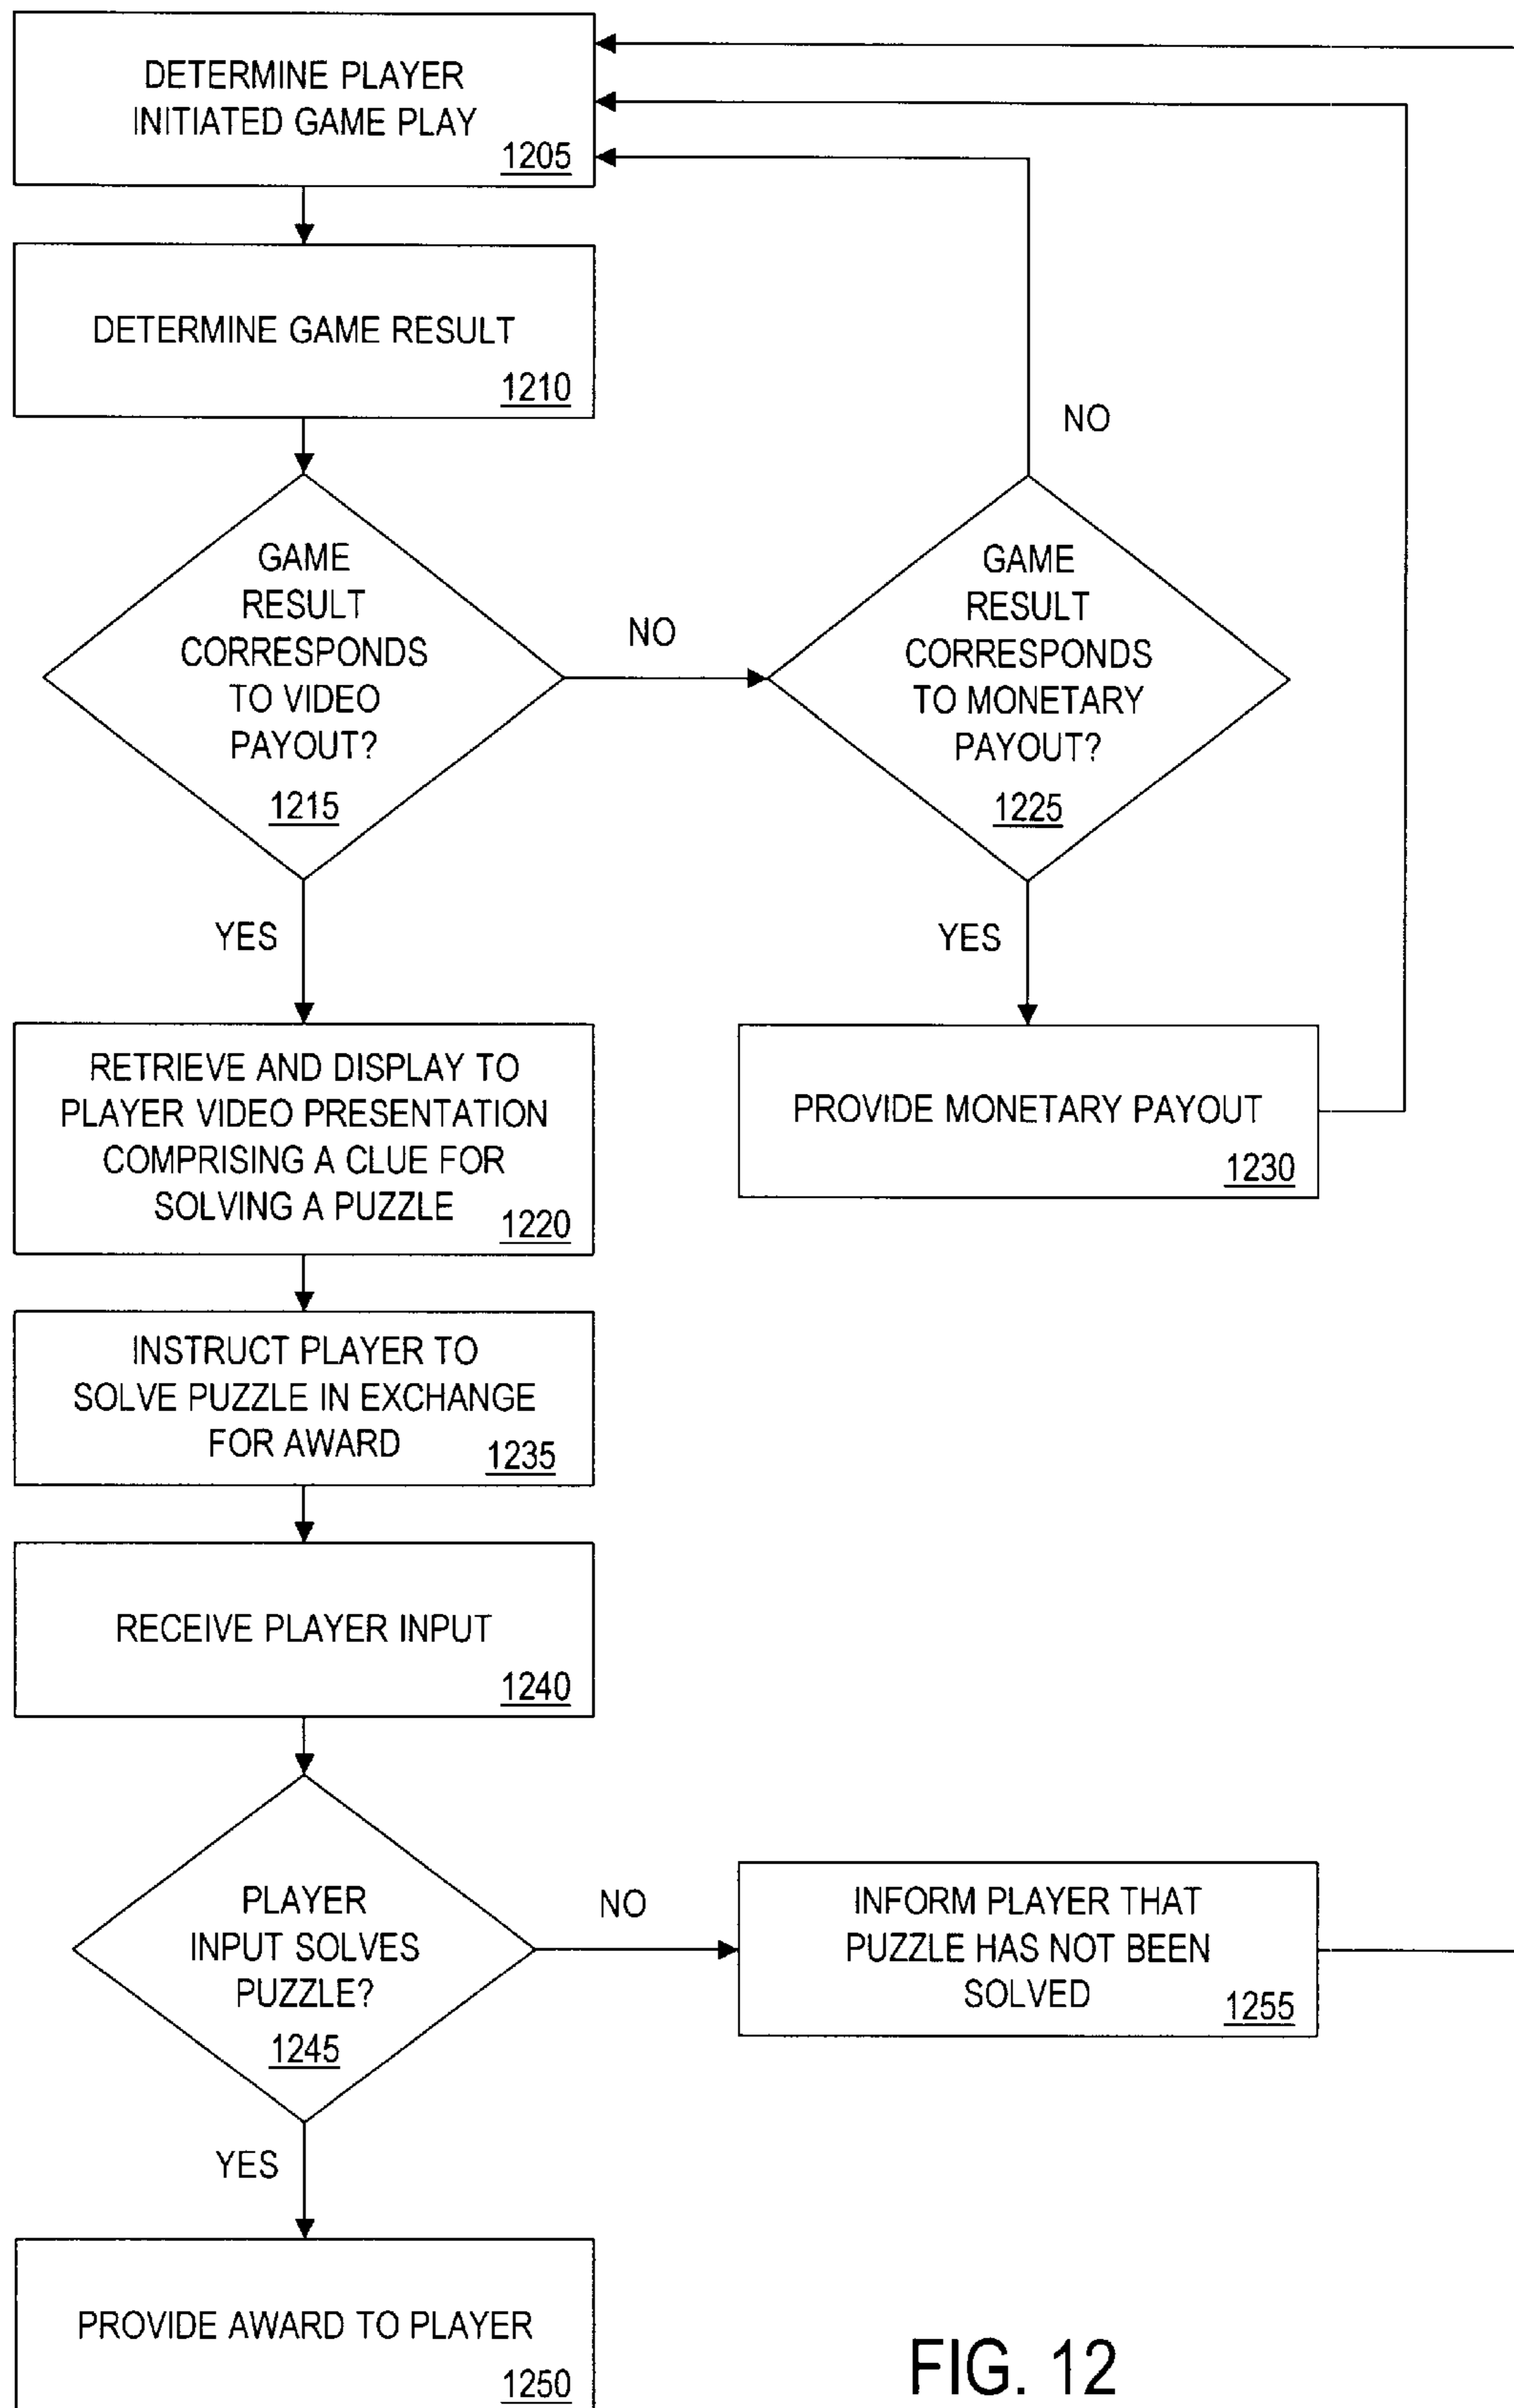 DETERMINE PLAYER
INITIATED GAME PLAY
1205
DETERMINE GAME RESULT
1210
GAME
RESULT
CORRESPONDS
TO VIDEO
PAYOUT?
1215
NO
GAME
RESULT
CORRESPONDS
TO MONETARY
PAYOUT?
1225
NO
YES
YES
RETRIEVE AND DISPLAY TO
PLAYER VIDEO PRESENTATION
COMPRISING A CLUE FOR
SOLVING A PUZZLE
1220
PROVIDE MONETARY PAYOUT
1230
INSTRUCT PLAYER TO
SOLVE PUZZLE IN EXCHANGE
FOR AWARD
1235
RECEIVE PLAYER INPUT
1240
PLAYER
INPUT SOLVES
PUZZLE?
1245
NO
INFORM PLAYER THAT
PUZZLE HAS NOT BEEN
SOLVED
1255
YES
PROVIDE AWARD TO PLAYER
1250
FIG. 12